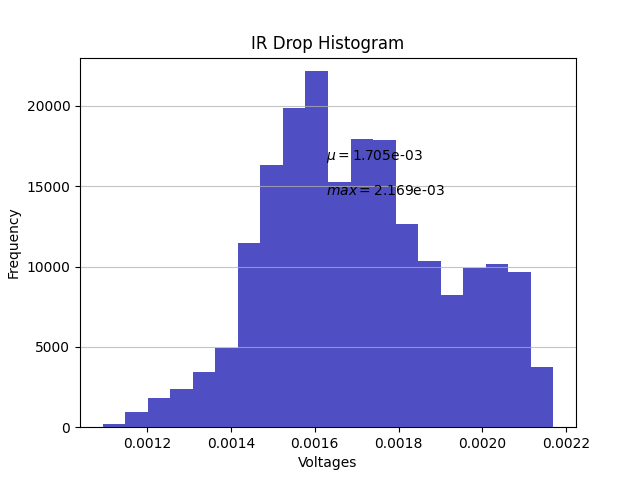 IR Drop Histogram
20000
15000
10000
5000
0
Frequency
μ = 1.705e-03
max = 2.169e-03
0.0012 0.0014 0.0016 0.0018 0.0020 0.0022
Voltages